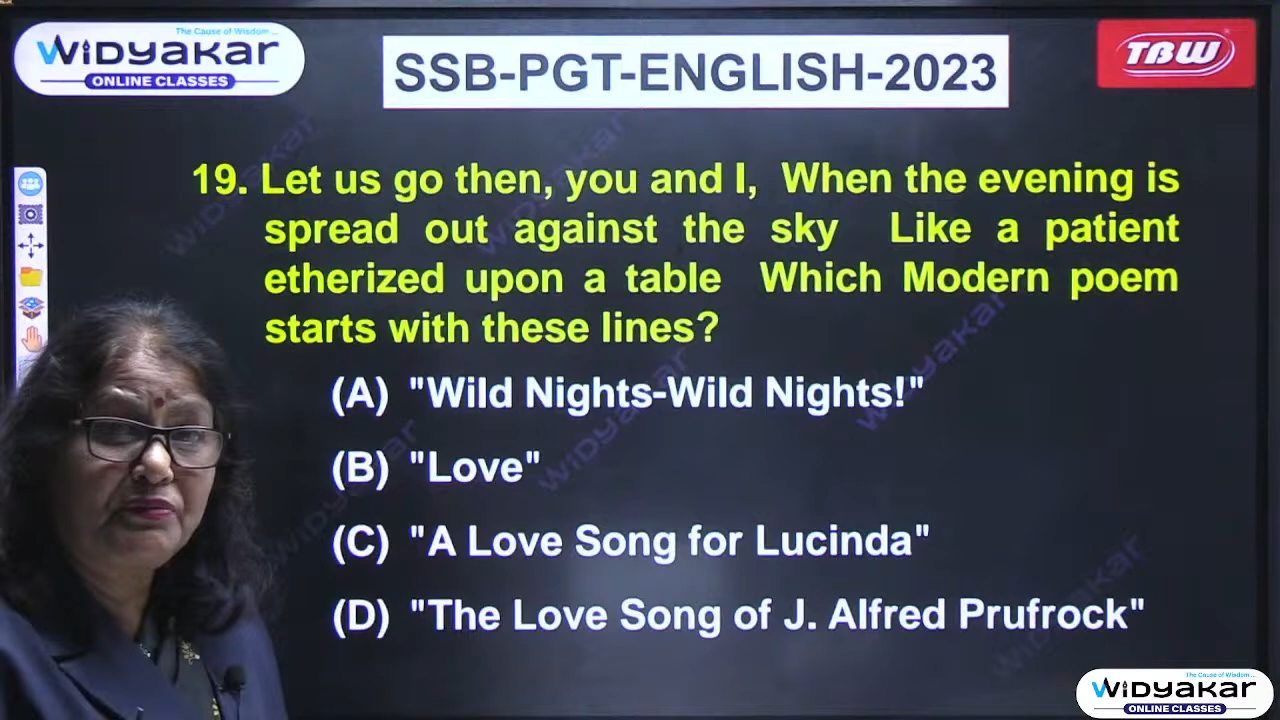 The Cause of Wisdom ...
WIDYAKAR
ONLINE CLASSES
SSB-PGT-ENGLISH-2023
TBW
19. Let us go then, you and I, When the evening is
spread out against the sky Like a patient
etherized upon a table Which Modern poem
starts with these lines?
(A) "Wild Nights-Wild Nights!"
(B) "Love"
(C) "A Love Song for Lucinda"
(D) "The Love Song of J. Alfred Prufrock"
The Cause of Wisdom ...
WIDYAKAR
ONLINE CLASSES